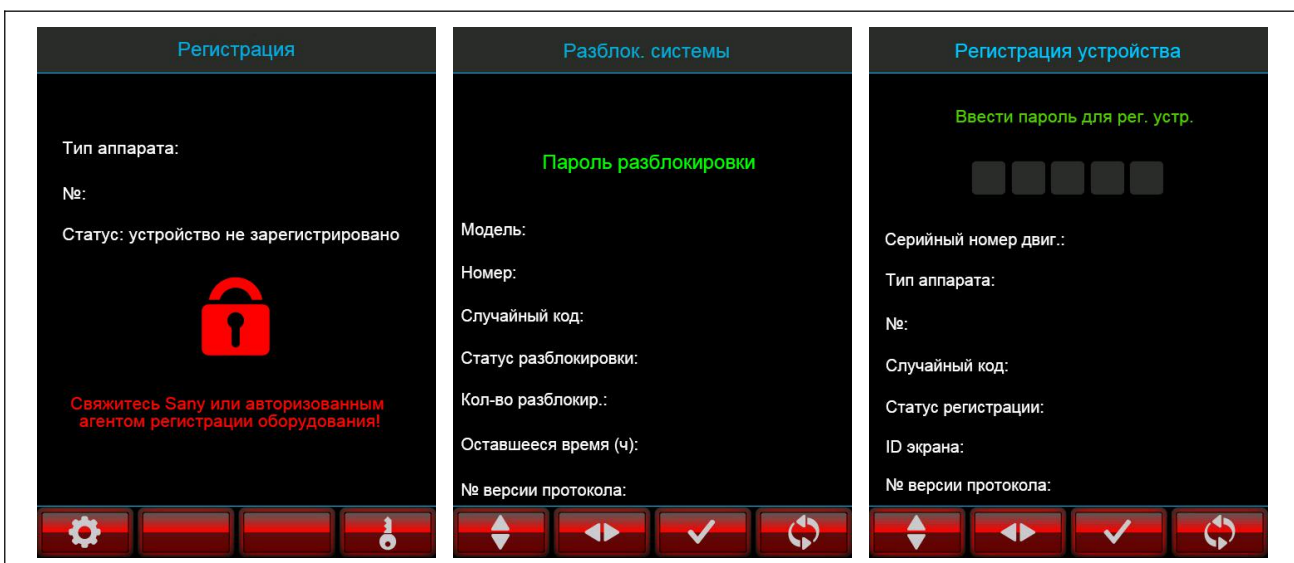 Регистрация
Тип аппарата:
№:
Статус: устройство не зарегистрировано
Свяжитесь Sany или авторизованным
агентом регистрации оборудования!
Разблок. системы
Пароль разблокировки
Модель:
Номер:
Случайный код:
Статус разблокировки:
Кол-во разблокир.:
Оставшееся время (ч):
№ версии протокола:
Регистрация устройства
Ввести пароль для рег. устр.
Серийный номер двиг.:
Тип аппарата:
№:
Случайный код:
Статус регистрации:
ID экрана:
№ версии протокола: